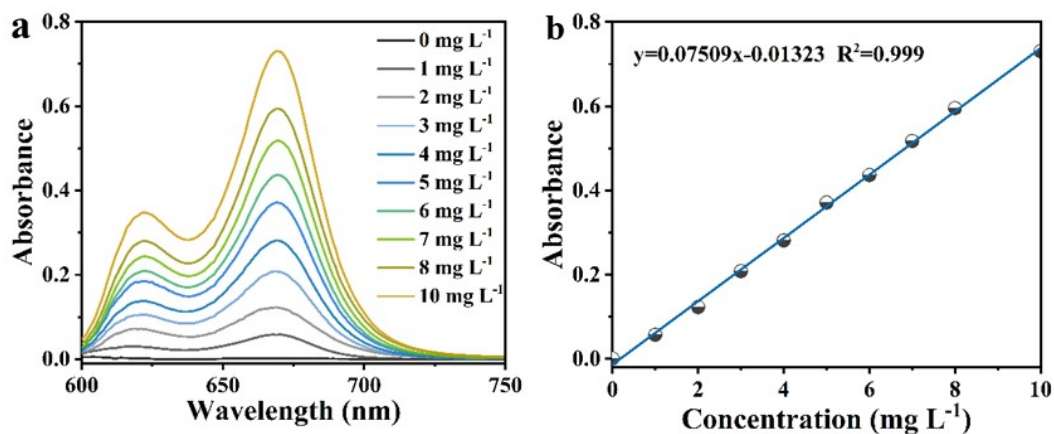 a
0.8
0.6
0.4
0.2
0.0
Absorbance
600
650
700
750
Wavelength (nm)
0 mg L⁻¹
1 mg L⁻¹
2 mg L⁻¹
3 mg L⁻¹
4 mg L⁻¹
5 mg L⁻¹
6 mg L⁻¹
7 mg L⁻¹
8 mg L⁻¹
10 mg L⁻¹
b
0.8
0.6
0.4
0.2
0.0
Absorbance
y=0.07509x-0.01323 R²=0.999
0
2
4
6
8
10
Concentration (mg L⁻¹)